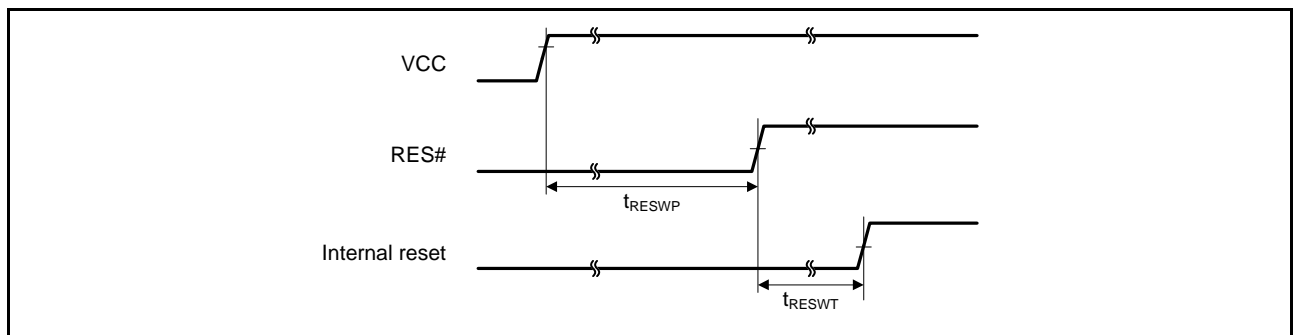 VCC
RES#
tRESWP
Internal reset
tRESWT